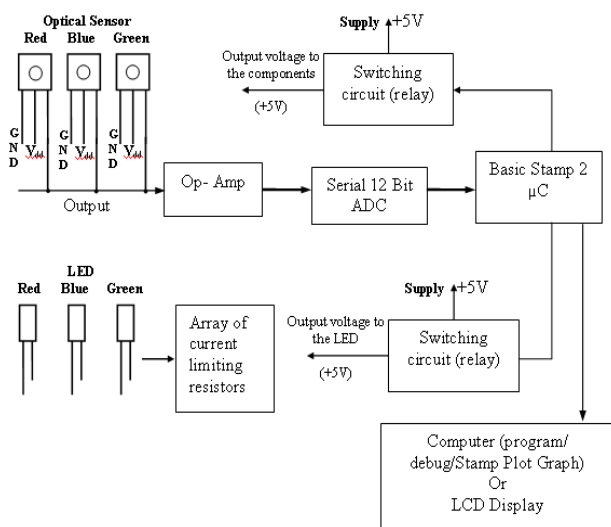 Optical Sensor
Red Blue Green
G
N
D
Vdd
G
N
D
Vdd
G
N
D
Vdd
Output
Supply +5V
Output voltage to
the components
(+5V)
Switching
circuit (relay)
Op- Amp
Serial 12 Bit
ADC
Basic Stamp 2
µC
LED
Red Blue Green
Array of
current
limiting
resistors
Supply +5V
Output voltage to
the LED
(+5V)
Switching
circuit (relay)
Computer (program/
debug/Stamp Plot Graph)
Or
LCD Display